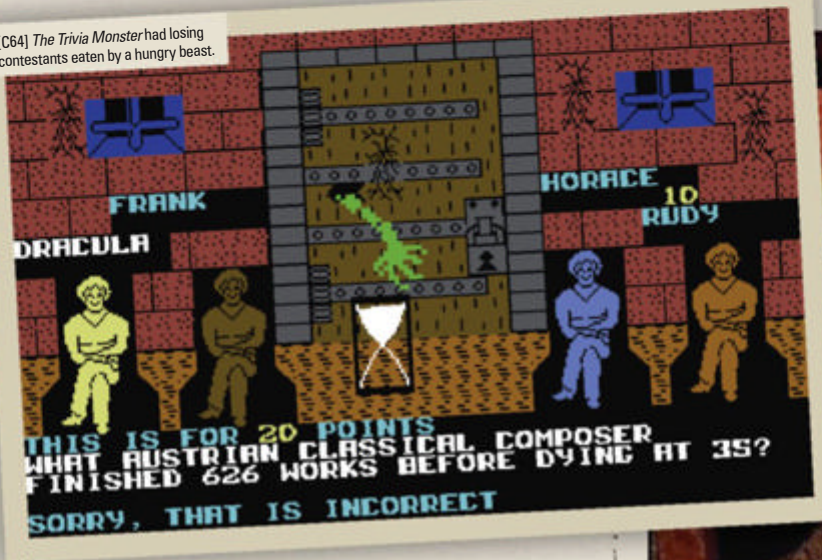 [C64] The Trivia Monster had losing
contestants eaten by a hungry beast.
FRANK
HORACE
10
RUDY
DRACULA
THIS IS FOR 20 POINTS
WHAT AUSTRIAN CLASSICAL COMPOSER
FINISHED 626 WORKS BEFORE DYING AT 35?
SORRY, THAT IS INCORRECT